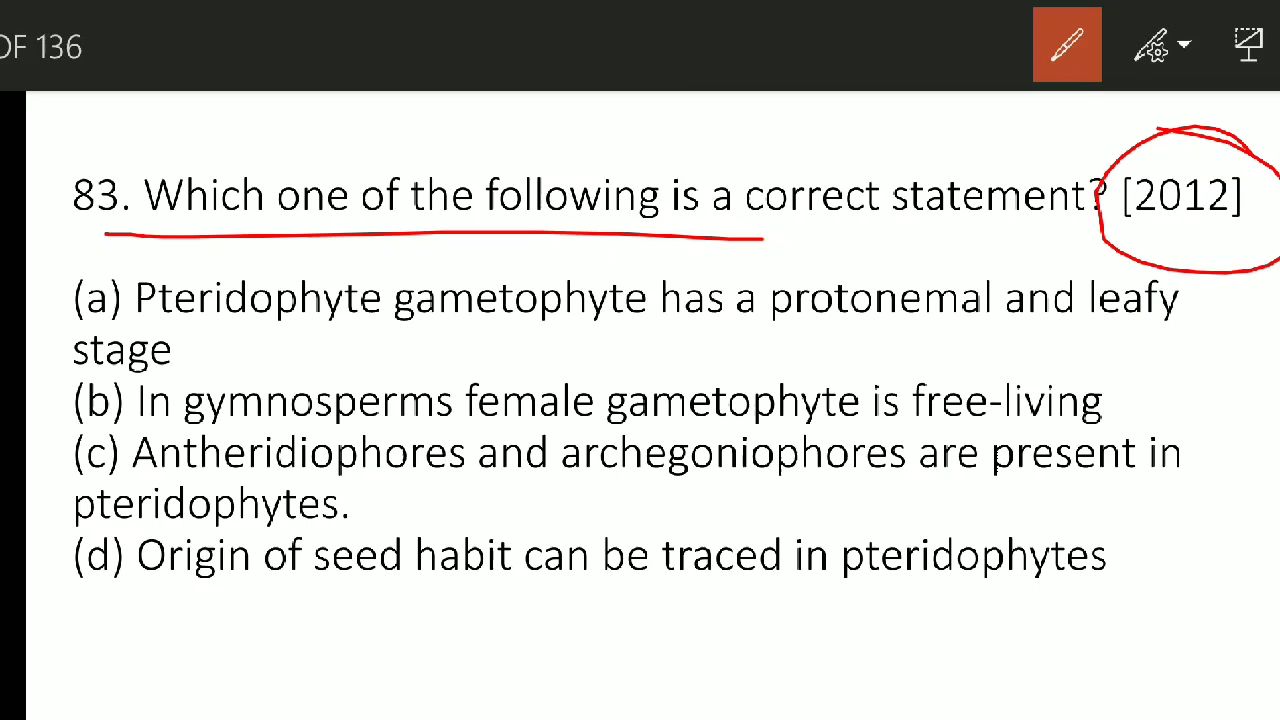 DF 136
83. Which one of the following is a correct statement? [2012]
(a) Pteridophyte gametophyte has a protonemal and leafy
stage
(b) In gymnosperms female gametophyte is free-living
(c) Antheridiophores and archegoniophores are present in
pteridophytes.
(d) Origin of seed habit can be traced in pteridophytes